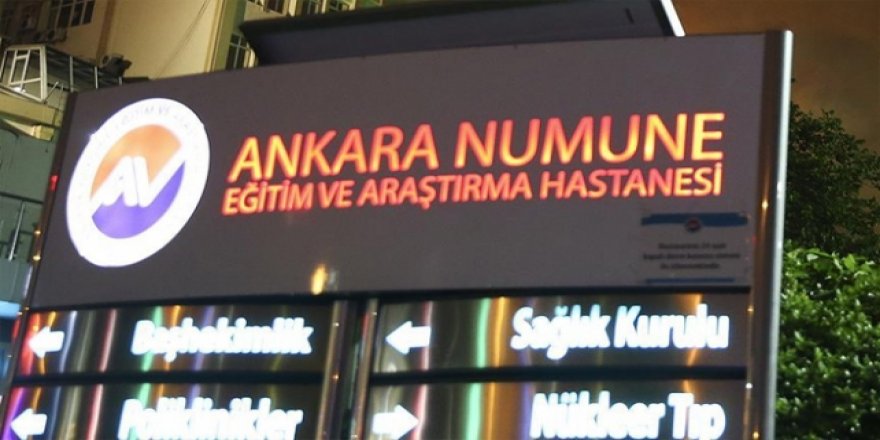 ANKARA NUMUNE
EĞİTİM VE ARAŞTIRMA HASTANESİ
Başhekimlik
Sağlık Kurulu
Poliklinikler
Nükleer Tıp